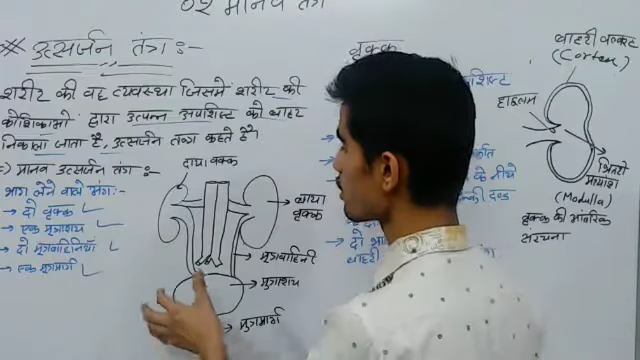 02 मानव तंत्र
* उत्सर्जन तंत्र :-
शरीर की वह व्यवस्था जिसमें शरीर की
कोशिकाओं द्वारा उत्पन्न अपशिष्ट को बाहर
निकाला जाता है, उत्सर्जन तंत्र कहते हैं।
मानव उत्सर्जन तंत्र :-
भाग लेने वाले अंग:-
→ दो वृक्क
→ एक मूत्राशय
→ दो मूत्रवाहिनियाँ
→ एक मूत्रमार्ग
दायां वृक्क
बायां वृक्क
मूत्रवाहिनी
मूत्राशय
मूत्रमार्ग
वृक्क
के नीचे
→ दो
बाहरी
बाहरी वल्कट
(Cortex)
हाइलम
भितरी
(Modulla)
वृक्क की आंतरिक
संरचना